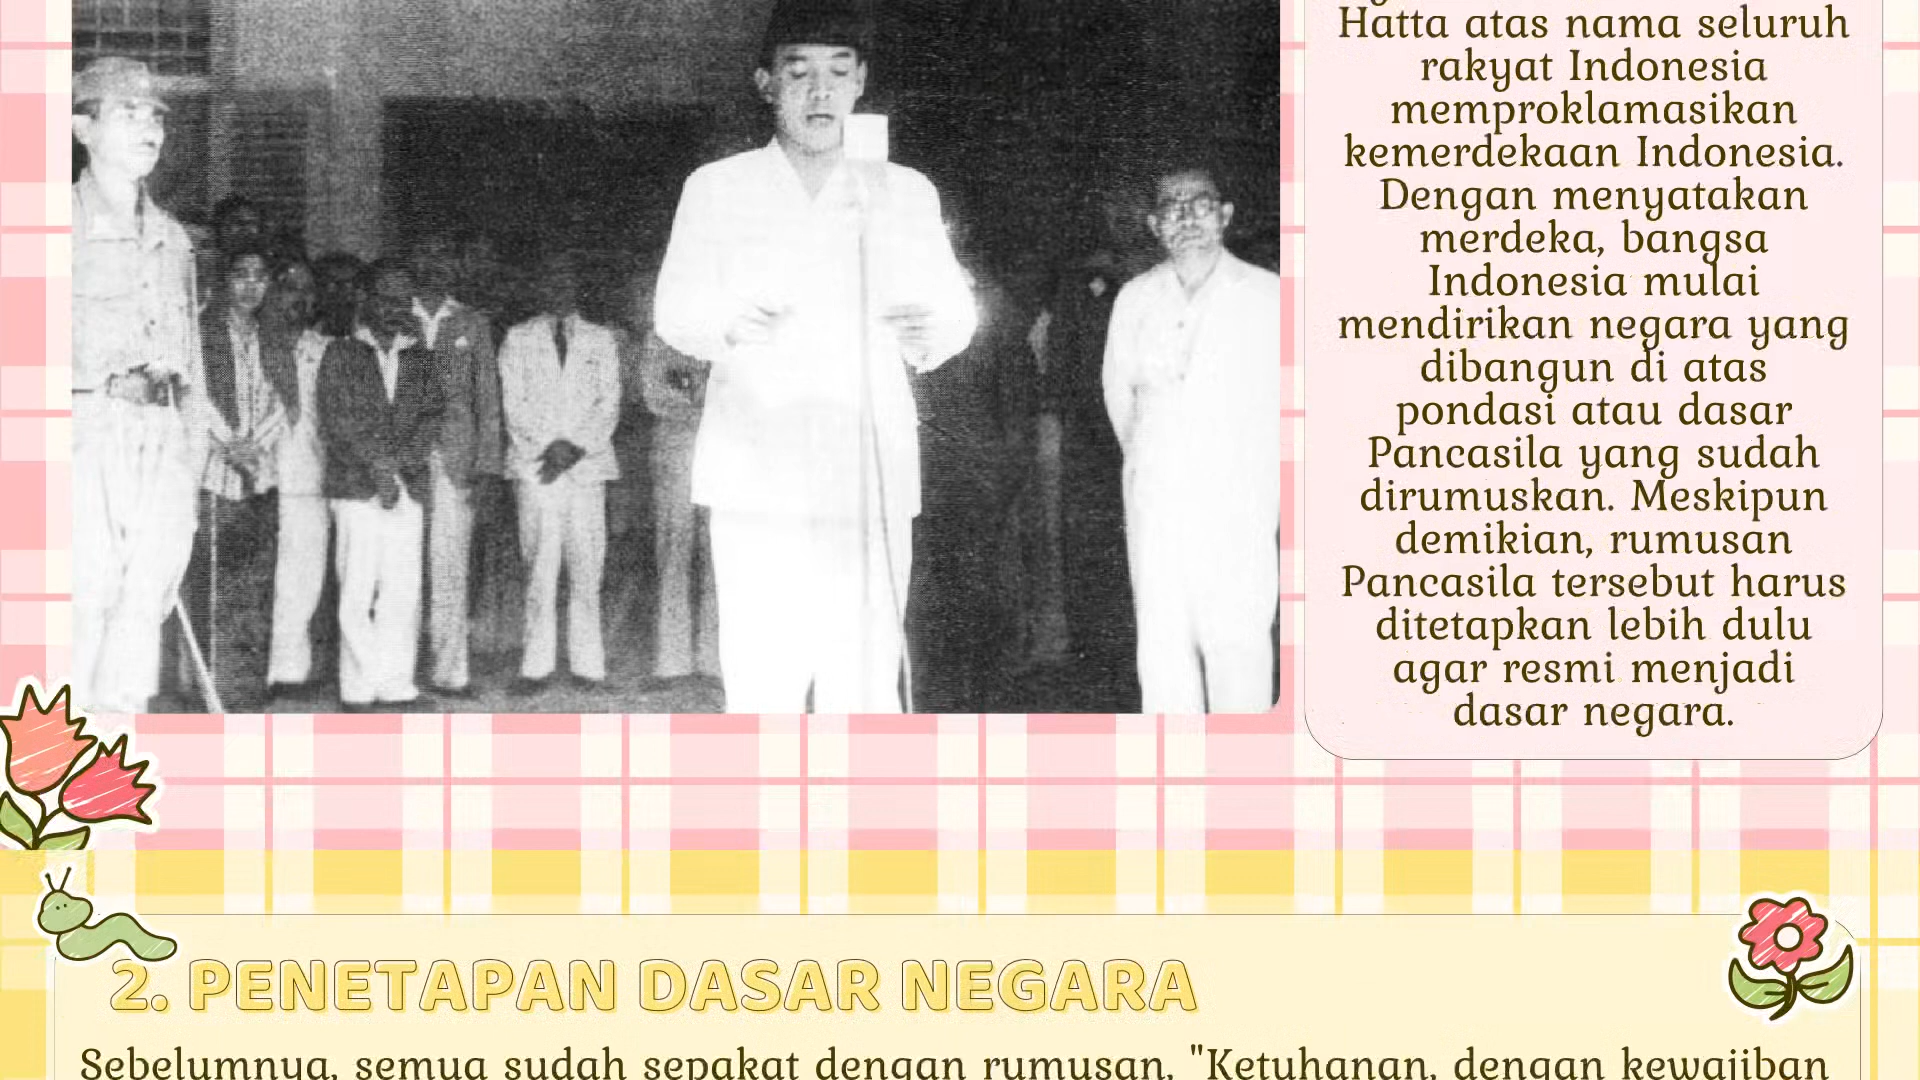 Hatta atas nama seluruh
rakyat Indonesia
memproklamasikan
kemerdekaan Indonesia.
Dengan menyatakan
merdeka, bangsa
Indonesia mulai
mendirikan negara yang
dibangun di atas
pondasi atau dasar
Pancasila yang sudah
dirumuskan. Meskipun
demikian, rumusan
Pancasila tersebut harus
ditetapkan lebih dulu
agar resmi menjadi
dasar negara.
2. PENETAPAN DASAR NEGARA
Sebelumnya, semua sudah sepakat dengan rumusan, "Ketuhanan, dengan kewajiban